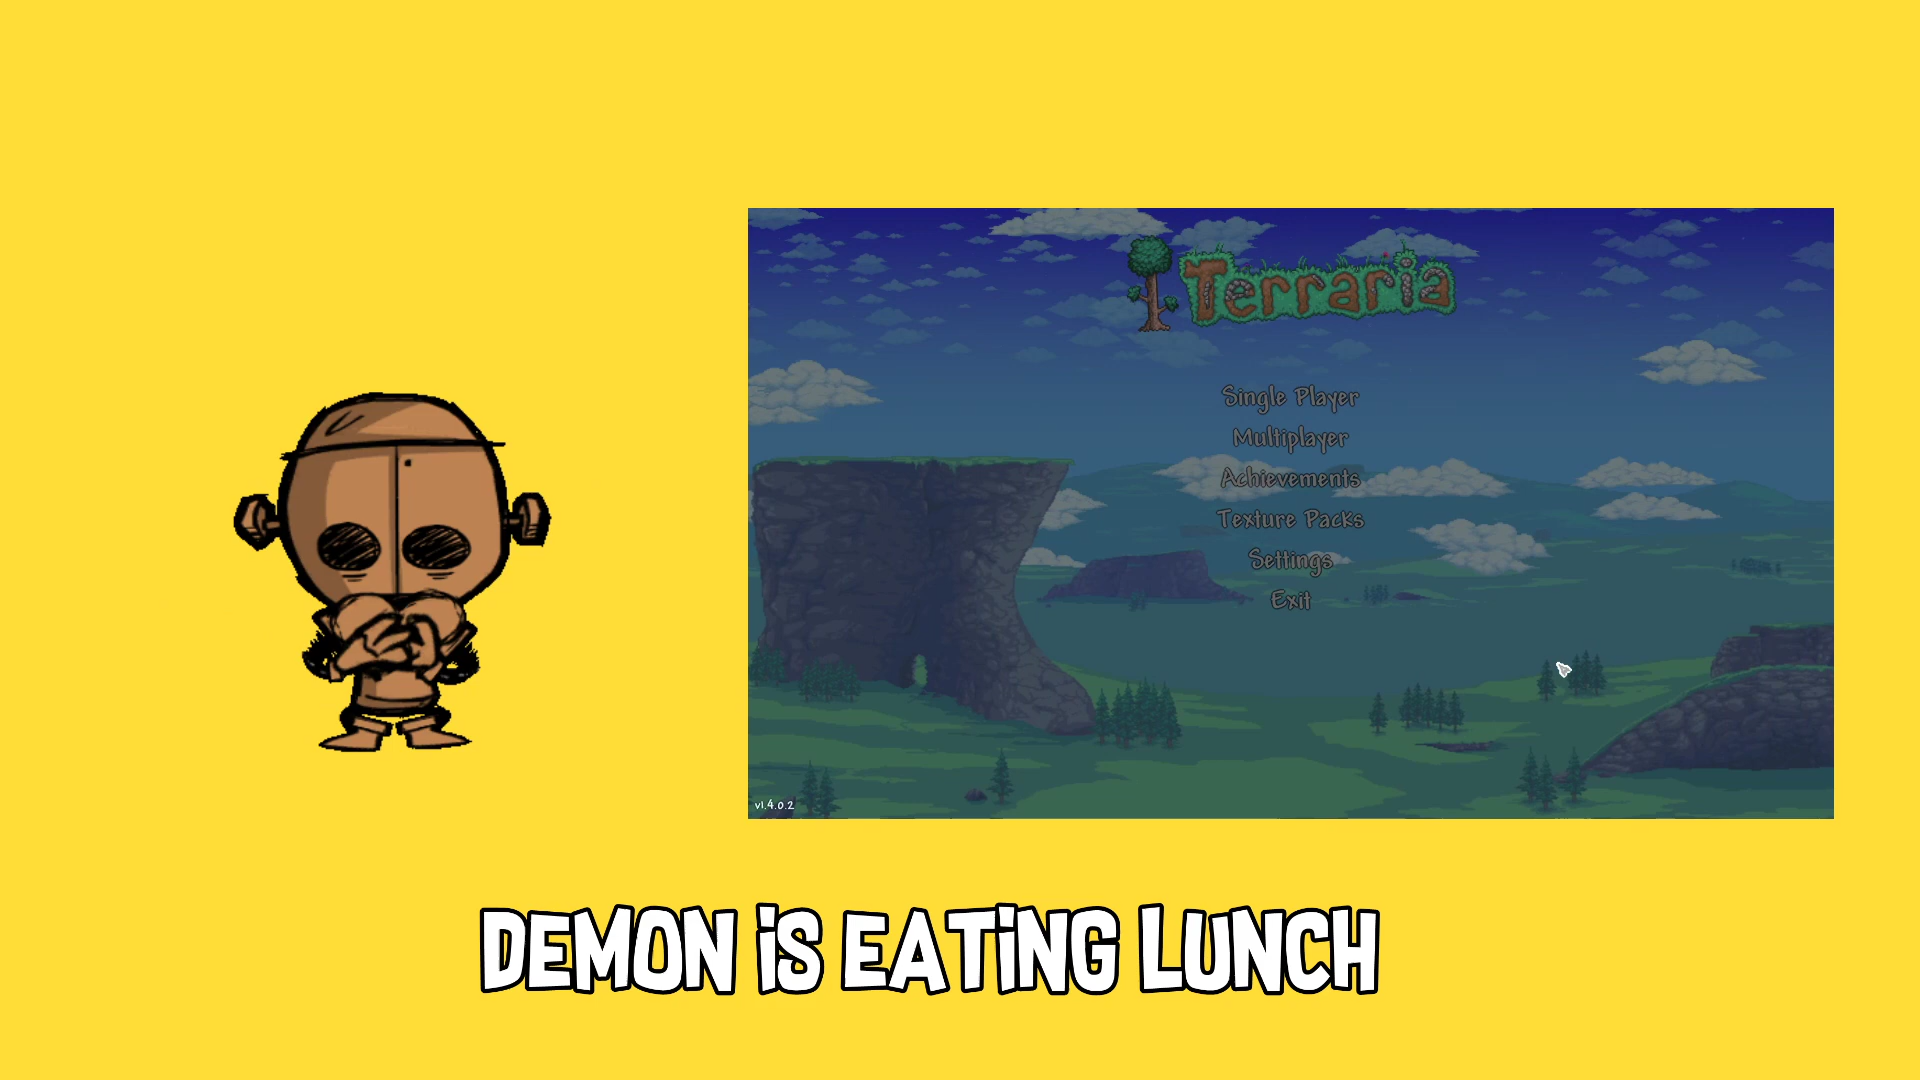 Terraria
Single Player
Multiplayer
Achievements
Texture Packs
Settings
Exit
v1.4.0.2
DEMON iS EATiNG LUNCH